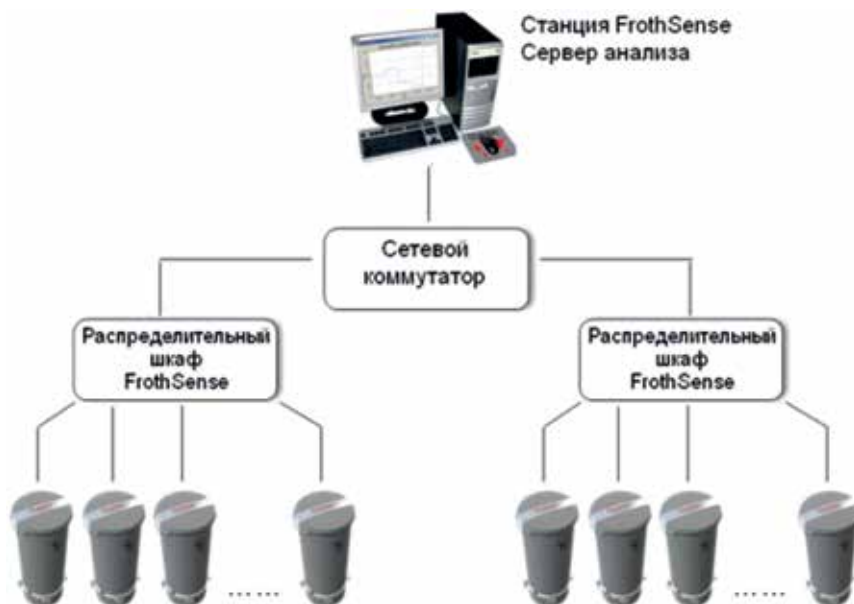 Станция FrothSense
Сервер анализа
Сетевой
коммутатор
Распределительный
шкаф
FrothSense
Распределительный
шкаф
FrothSense
......
......